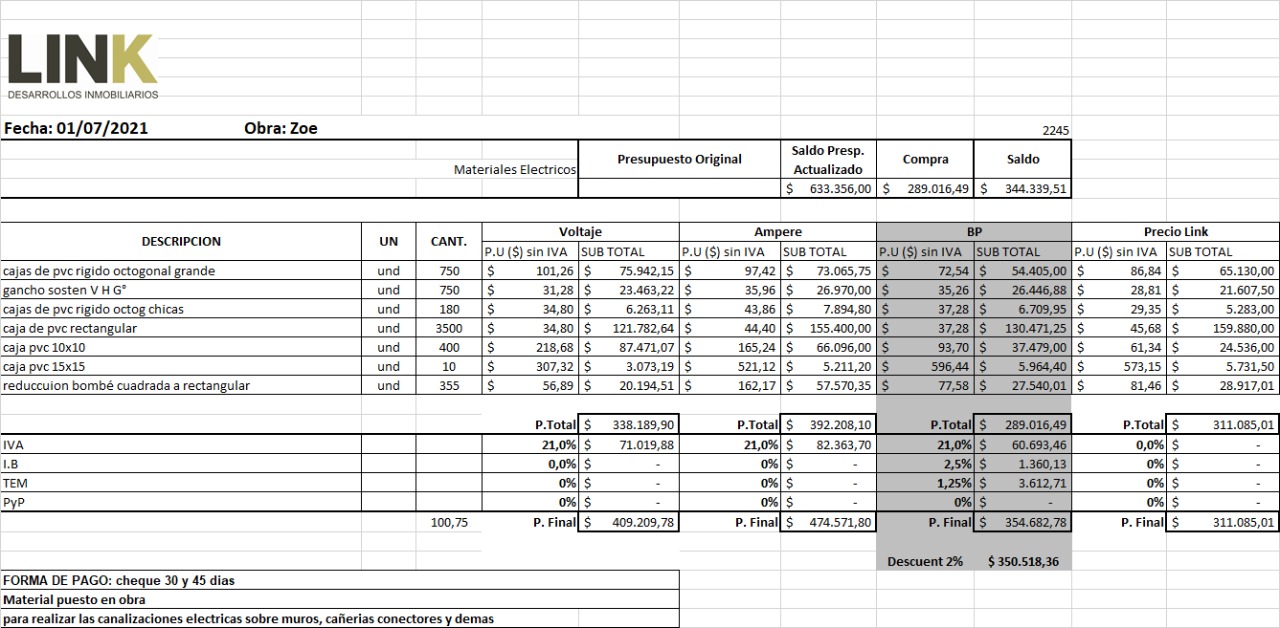 LINK
DESARROLLOS INMOBILIARIOS
Fecha: 01/07/2021 Obra: Zoe 2245
Materiales Electricos Presupuesto Original Saldo Presp. Actualizado Compra Saldo
$ 633.356,00 $ 289.016,49 $ 344.339,51
DESCRIPCION UN CANT. Voltaje Ampere BP Precio Link
P.U ($) sin IVA SUB TOTAL P.U ($) sin IVA SUB TOTAL P.U ($) sin IVA SUB TOTAL P.U ($) sin IVA SUB TOTAL
cajas de pvc rigido octogonal grande und 750 $ 101,26 $ 75.942,15 $ 97,42 $ 73.065,75 $ 72,54 $ 54.405,00 $ 86,84 $ 65.130,00
gancho sosten V H G° und 750 $ 31,28 $ 23.463,22 $ 35,96 $ 26.970,00 $ 35,26 $ 26.446,88 $ 28,81 $ 21.607,50
cajas de pvc rigido octog chicas und 180 $ 34,80 $ 6.263,11 $ 43,86 $ 7.894,80 $ 37,28 $ 6.709,95 $ 29,35 $ 5.283,00
caja de pvc rectangular und 3500 $ 34,80 $ 121.782,64 $ 44,40 $ 155.400,00 $ 37,28 $ 130.471,25 $ 45,68 $ 159.880,00
caja pvc 10x10 und 400 $ 218,68 $ 87.471,07 $ 165,24 $ 66.096,00 $ 93,70 $ 37.479,00 $ 61,34 $ 24.536,00
caja pvc 15x15 und 10 $ 307,32 $ 3.073,19 $ 521,12 $ 5.211,20 $ 596,44 $ 5.964,40 $ 573,15 $ 5.731,50
reduccuion bombé cuadrada a rectangular und 355 $ 56,89 $ 20.194,51 $ 162,17 $ 57.570,35 $ 77,58 $ 27.540,01 $ 81,46 $ 28.917,01
P.Total $ 338.189,90 P.Total $ 392.208,10 P.Total $ 289.016,49 P.Total $ 311.085,01
IVA 21,0% $ 71.019,88 21,0% $ 82.363,70 21,0% $ 60.693,46 0,0% $ -
I.B 0,0% $ - 0% $ - 2,5% $ 1.360,13 0% $ -
TEM 0% $ - 0% $ - 1,25% $ 3.612,71 0% $ -
PyP 0% $ - 0% $ - 0% $ - 0% $ -
100,75 P. Final $ 409.209,78 P. Final $ 474.571,80 P. Final $ 354.682,78 P. Final $ 311.085,01
Descuent 2% $ 350.518,36
FORMA DE PAGO: cheque 30 y 45 dias
Material puesto en obra
para realizar las canalizaciones electricas sobre muros, cañerias conectores y demas